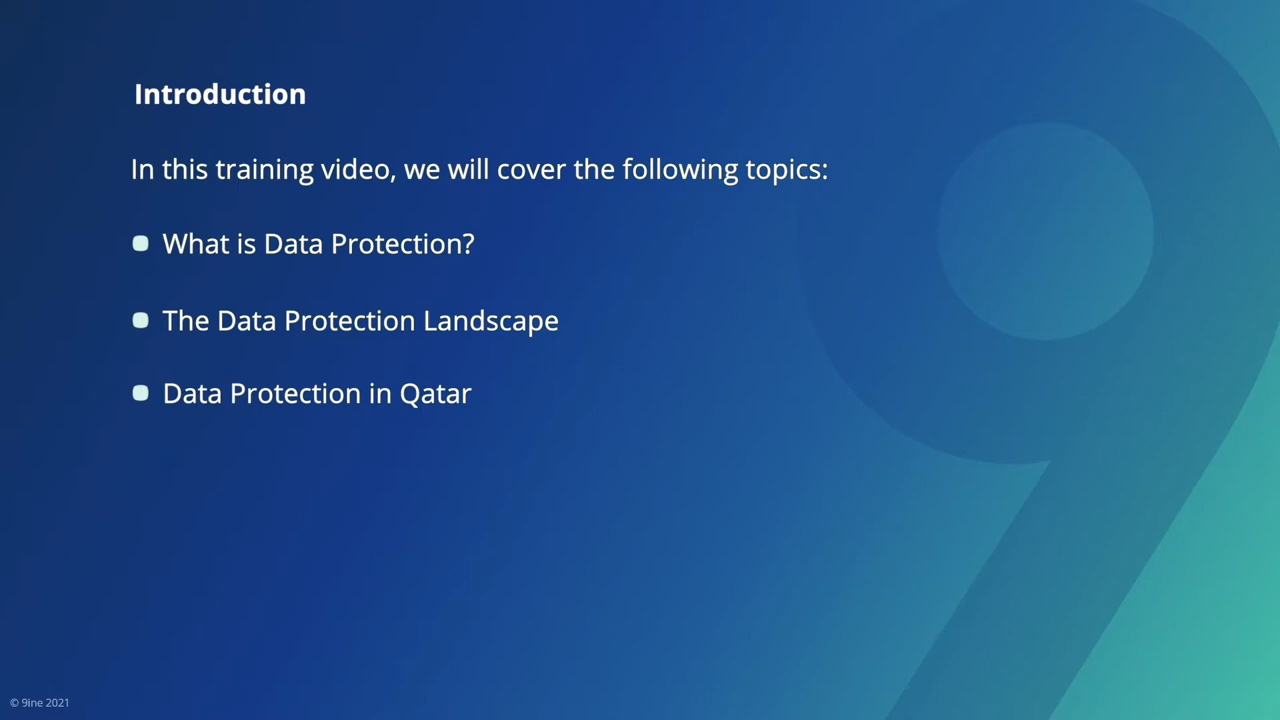 Introduction
In this training video, we will cover the following topics:
What is Data Protection?
The Data Protection Landscape
Data Protection in Qatar
© 9ine 2021